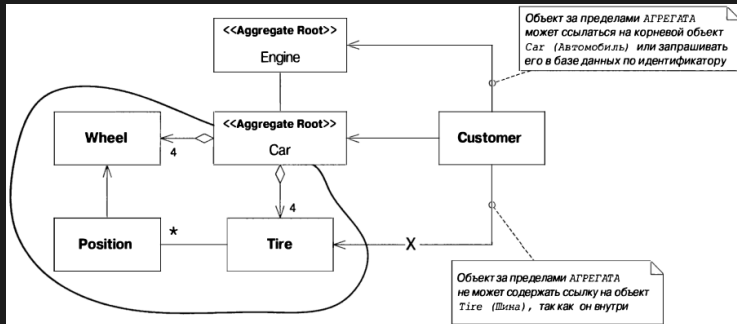 <<Aggregate Root>>
Engine
Объект за пределами АГРЕГАТА
может ссылаться на корневой объект
Car (Автомобиль) или запрашивать
его в базе данных по идентификатору
Wheel
4
<<Aggregate Root>>
Car
Customer
4
Position
*
Tire
X
Объект за пределами АГРЕГАТА
не может содержать ссылку на объект
Tire (Шина), так как он внутри